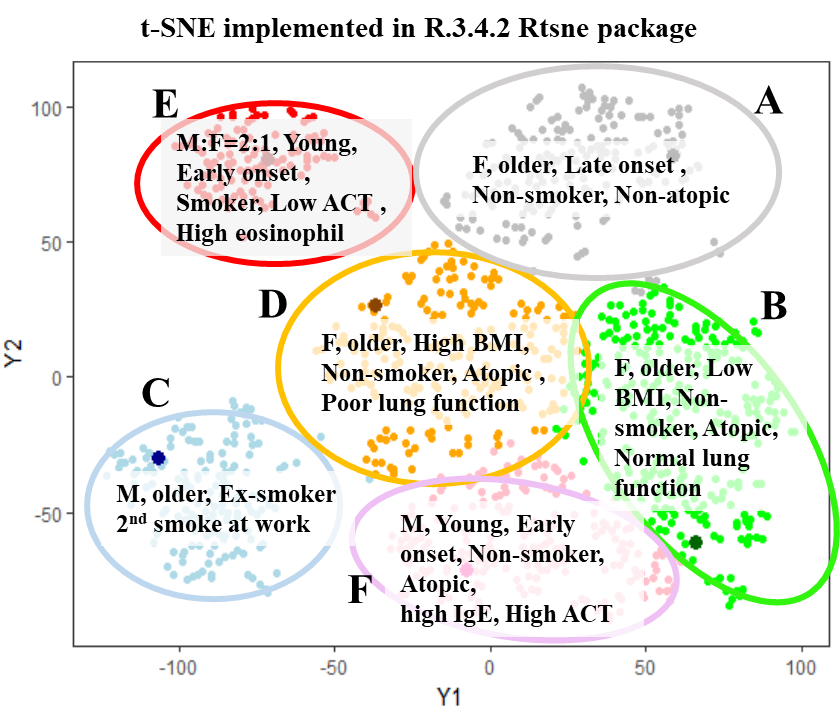 t-SNE implemented in R.3.4.2 Rtsne package
E
A
M:F=2:1, Young,
Early onset ,
Smoker, Low ACT ,
High eosinophil
F, older, Late onset ,
Non-smoker, Non-atopic
D
B
F, older, High BMI,
Non-smoker, Atopic ,
Poor lung function
F, older, Low
BMI, Non-
smoker, Atopic,
Normal lung
function
C
M, older, Ex-smoker
2nd smoke at work
F
M, Young, Early
onset, Non-smoker,
Atopic,
high IgE, High ACT
100
50
0
-50
Y2
-100
-50
0
50
100
Y1